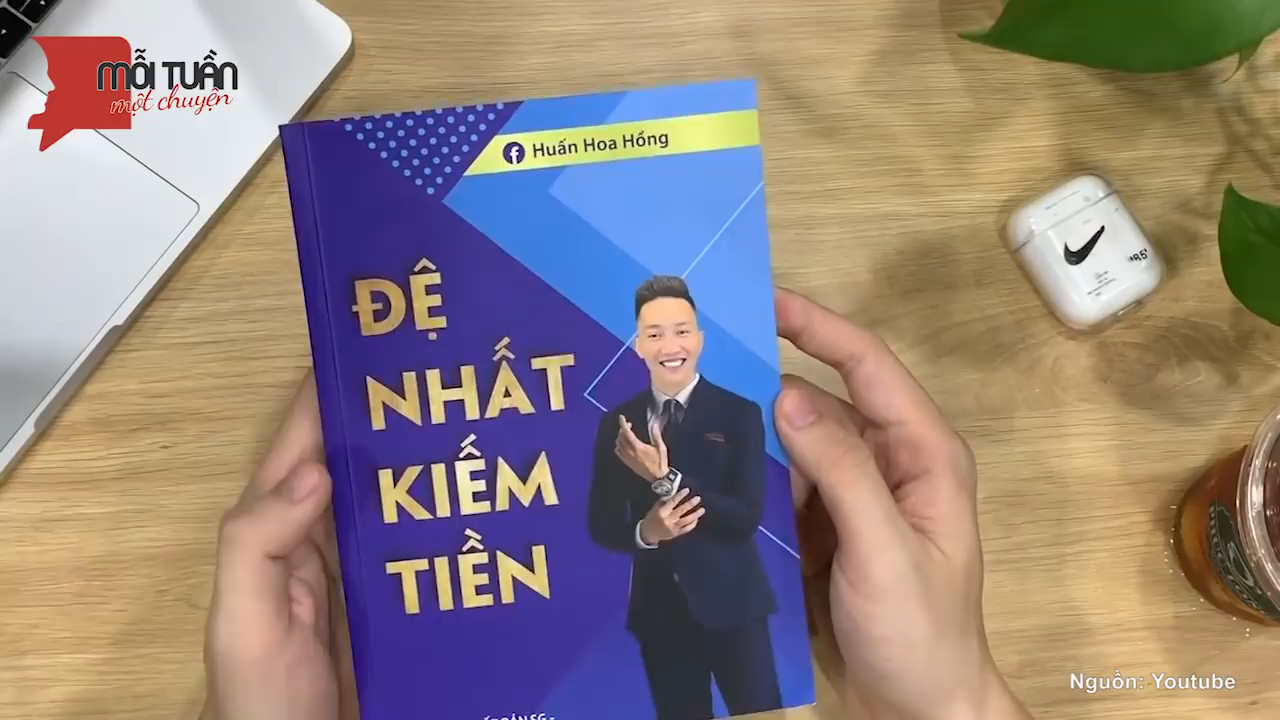 MỖI TUẦN
một chuyện
Huấn Hoa Hồng
ĐỆ
NHẤT
KIẾM
TIỀN
Nguồn: Youtube